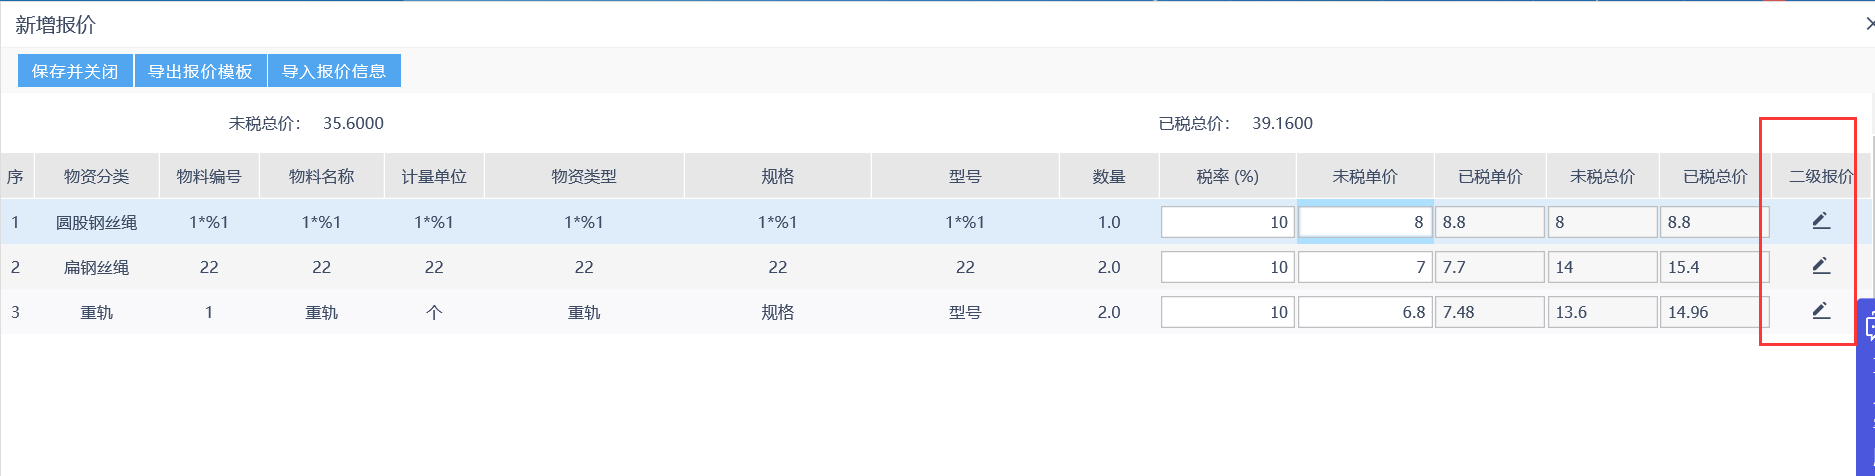 新增报价
保存并关闭 导出报价模板 导入报价信息
未税总价： 35.6000 已税总价： 39.1600
序 物资分类 物料编号 物料名称 计量单位 物资类型 规格 型号 数量 税率 (%) 未税单价 已税单价 未税总价 已税总价 二级报价
1 圆股钢丝绳 1*%1 1*%1 1*%1 1*%1 1*%1 1*%1 1.0 10 8 8.8 8 8.8
2 扁钢丝绳 22 22 22 22 22 22 2.0 10 7 7.7 14 15.4
3 重轨 1 重轨 个 重轨 规格 型号 2.0 10 6.8 7.48 13.6 14.96